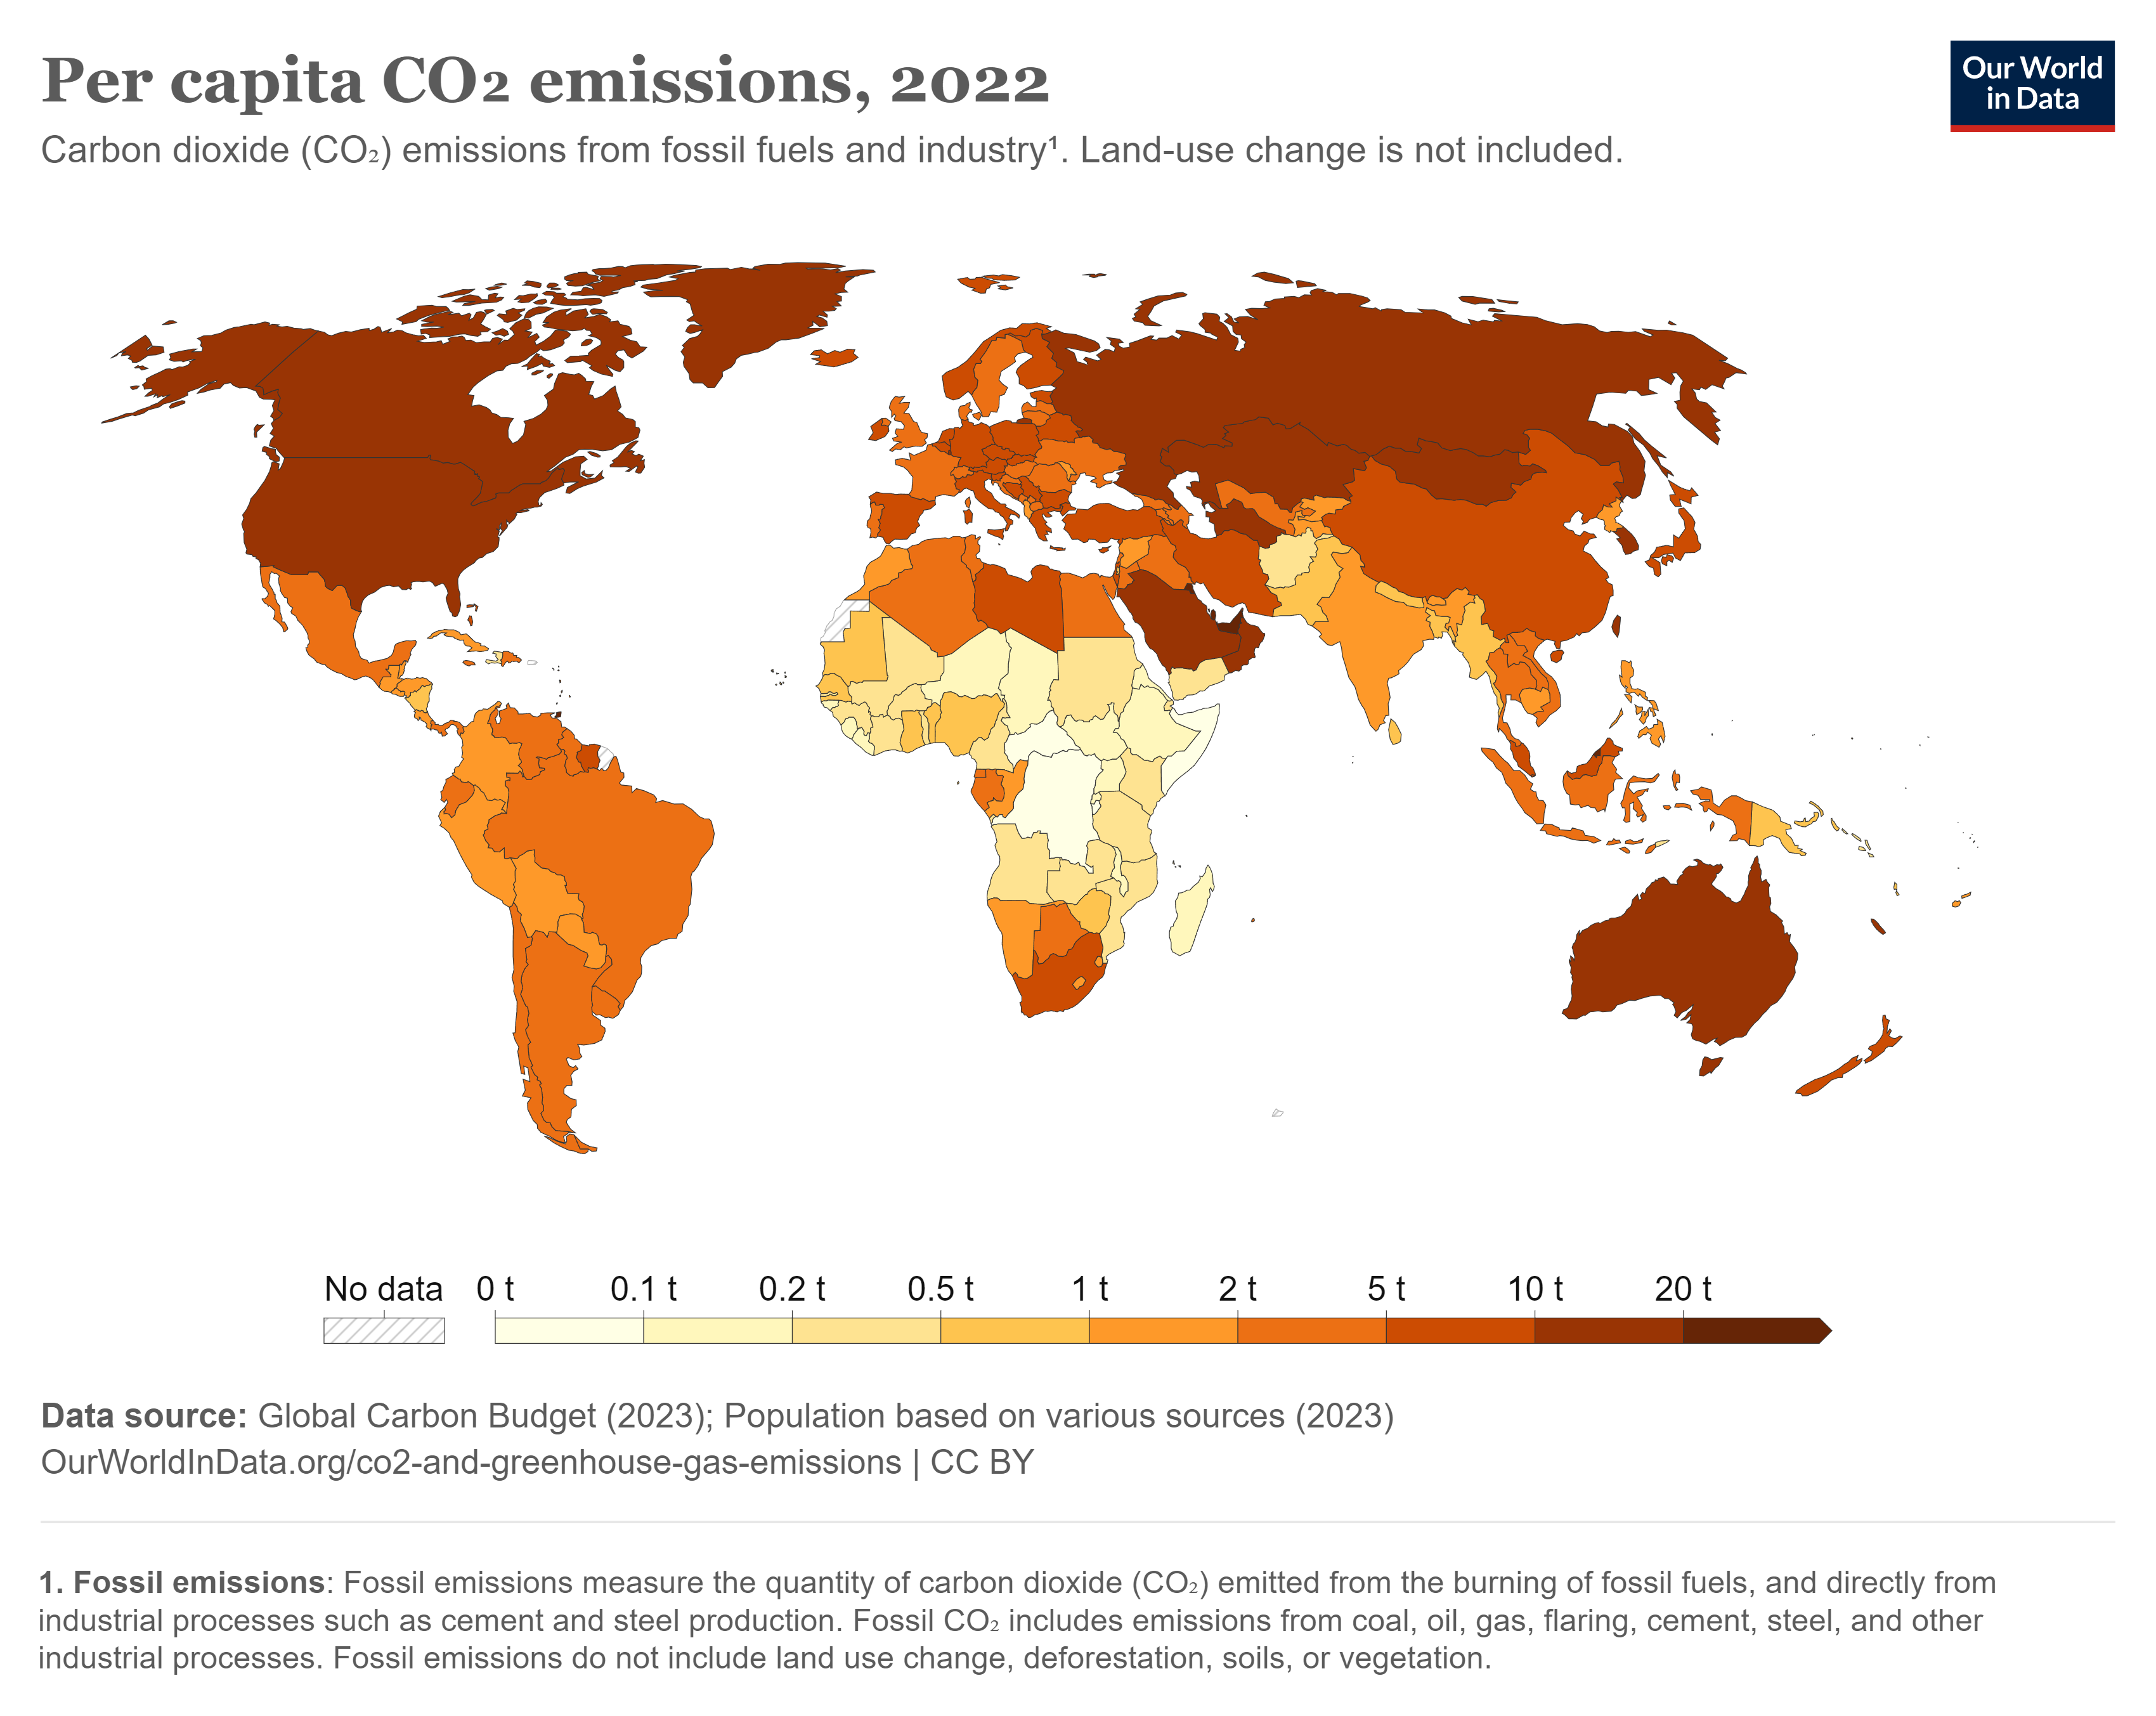 Per capita CO₂ emissions, 2022
Our World
in Data
Carbon dioxide (CO₂) emissions from fossil fuels and industry¹. Land-use change is not included.
No data 0 t 0.1 t 0.2 t 0.5 t 1 t 2 t 5 t 10 t 20 t
Data source: Global Carbon Budget (2023); Population based on various sources (2023)
OurWorldInData.org/co2-and-greenhouse-gas-emissions | CC BY
1. Fossil emissions: Fossil emissions measure the quantity of carbon dioxide (CO₂) emitted from the burning of fossil fuels, and directly from
industrial processes such as cement and steel production. Fossil CO₂ includes emissions from coal, oil, gas, flaring, cement, steel, and other
industrial processes. Fossil emissions do not include land use change, deforestation, soils, or vegetation.